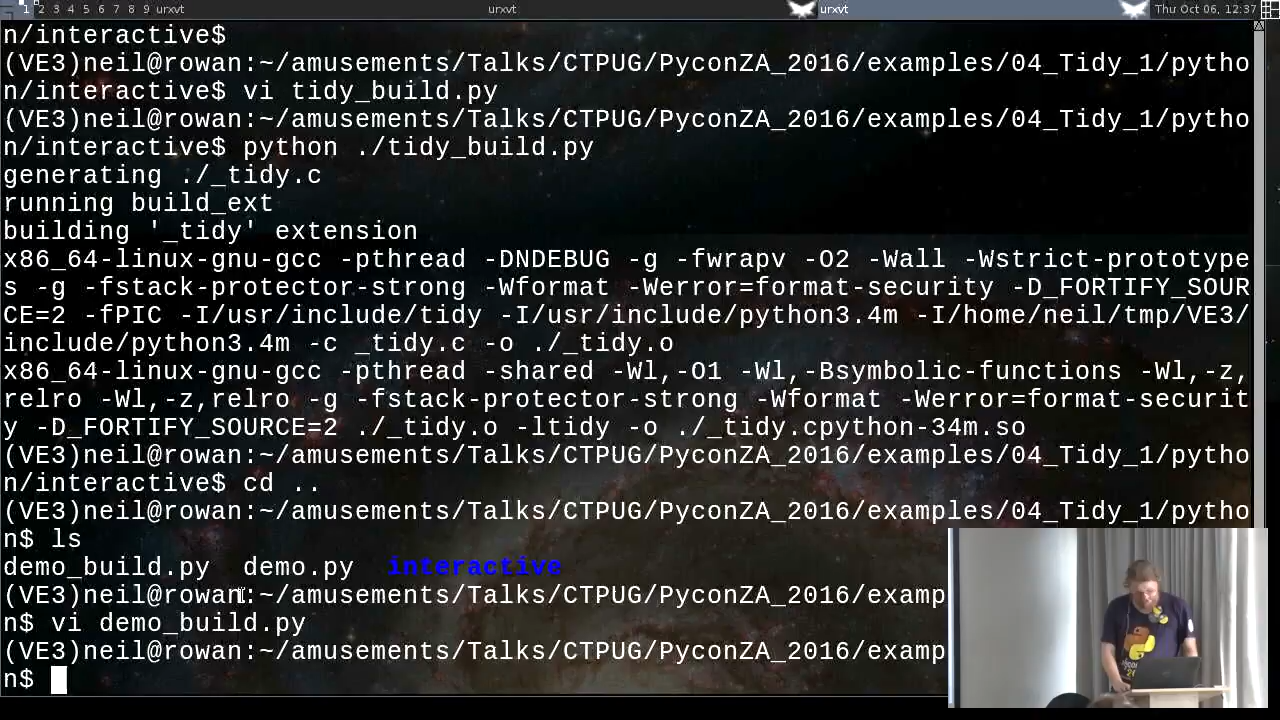 1 2 3 4 5 6 7 8 9 urxvt urxvt urxvt Thu Oct 06, 12:37
n/interactive$
(VE3)neil@rowan:~/amusements/Talks/CTPUG/PyconZA_2016/examples/04_Tidy_1/pytho
n/interactive$ vi tidy_build.py
(VE3)neil@rowan:~/amusements/Talks/CTPUG/PyconZA_2016/examples/04_Tidy_1/pytho
n/interactive$ python ./tidy_build.py
generating ./_tidy.c
running build_ext
building '_tidy' extension
x86_64-linux-gnu-gcc -pthread -DNDEBUG -g -fwrapv -O2 -Wall -Wstrict-prototype
s -g -fstack-protector-strong -Wformat -Werror=format-security -D_FORTIFY_SOUR
CE=2 -fPIC -I/usr/include/tidy -I/usr/include/python3.4m -I/home/neil/tmp/VE3/
include/python3.4m -c _tidy.c -o ./_tidy.o
x86_64-linux-gnu-gcc -pthread -shared -Wl,-O1 -Wl,-Bsymbolic-functions -Wl,-z,
relro -Wl,-z,relro -g -fstack-protector-strong -Wformat -Werror=format-securit
y -D_FORTIFY_SOURCE=2 ./_tidy.o -ltidy -o ./_tidy.cpython-34m.so
(VE3)neil@rowan:~/amusements/Talks/CTPUG/PyconZA_2016/examples/04_Tidy_1/pytho
n/interactive$ cd ..
(VE3)neil@rowan:~/amusements/Talks/CTPUG/PyconZA_2016/examples/04_Tidy_1/pytho
n$ ls
demo_build.py demo.py interactive
(VE3)neil@rowan:~/amusements/Talks/CTPUG/PyconZA_2016/examp
n$ vi demo_build.py
(VE3)neil@rowan:~/amusements/Talks/CTPUG/PyconZA_2016/examp
n$